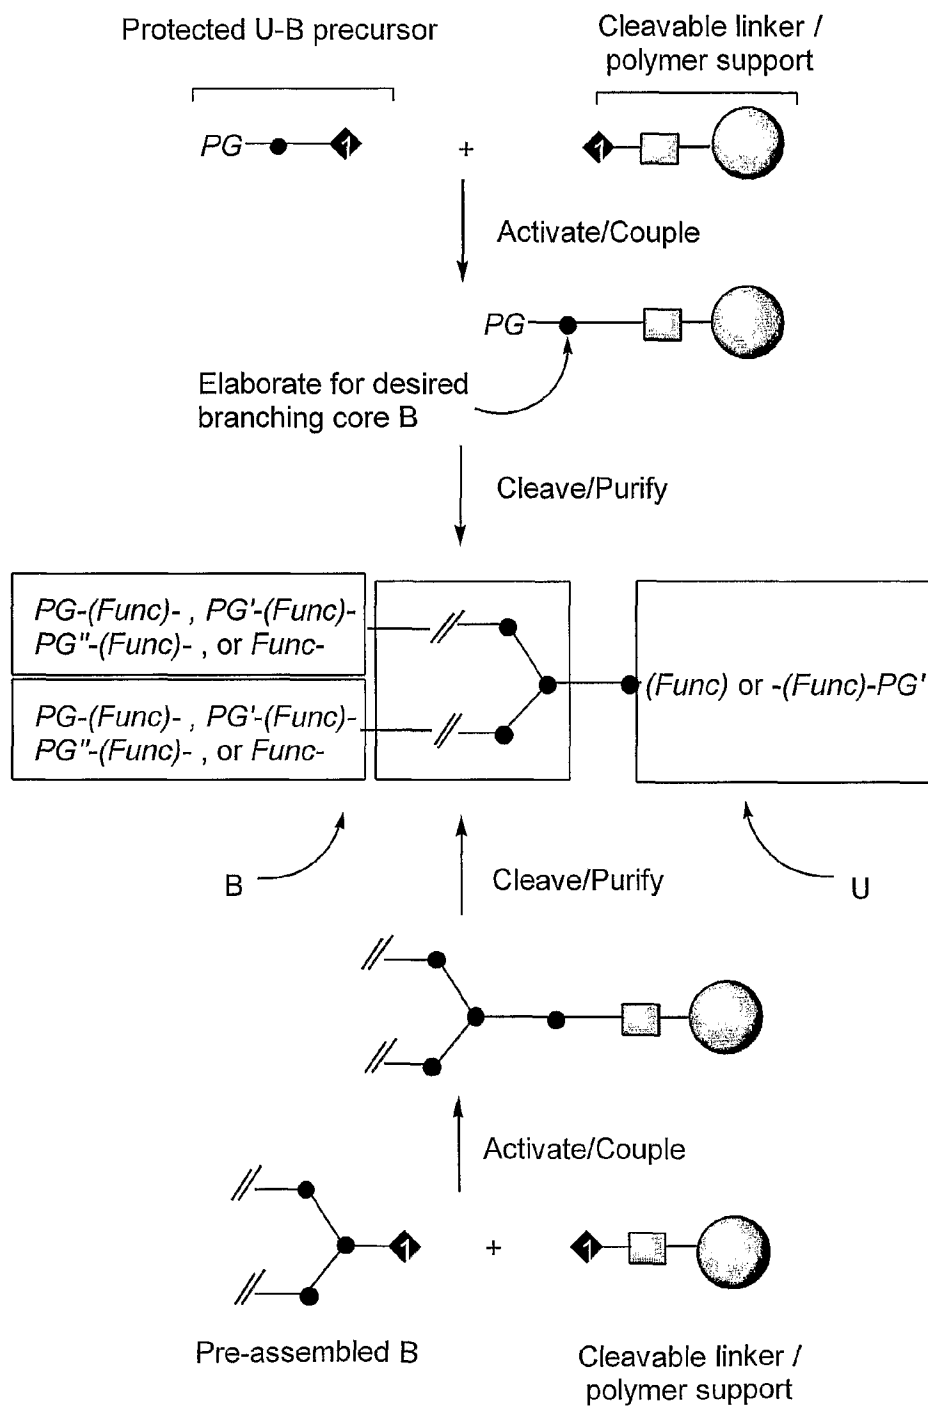 Protected U-B precursor
Cleavable linker /
polymer support
PG
1
+
1
Activate/Couple
PG
Elaborate for desired
branching core B
Cleave/Purify
PG-(Func)- , PG'-(Func)-
PG"-(Func)- , or Func-
(Func) or -(Func)-PG'
PG-(Func)- , PG'-(Func)-
PG"-(Func)- , or Func-
B
Cleave/Purify
U
Activate/Couple
1
+
1
Pre-assembled B
Cleavable linker /
polymer support